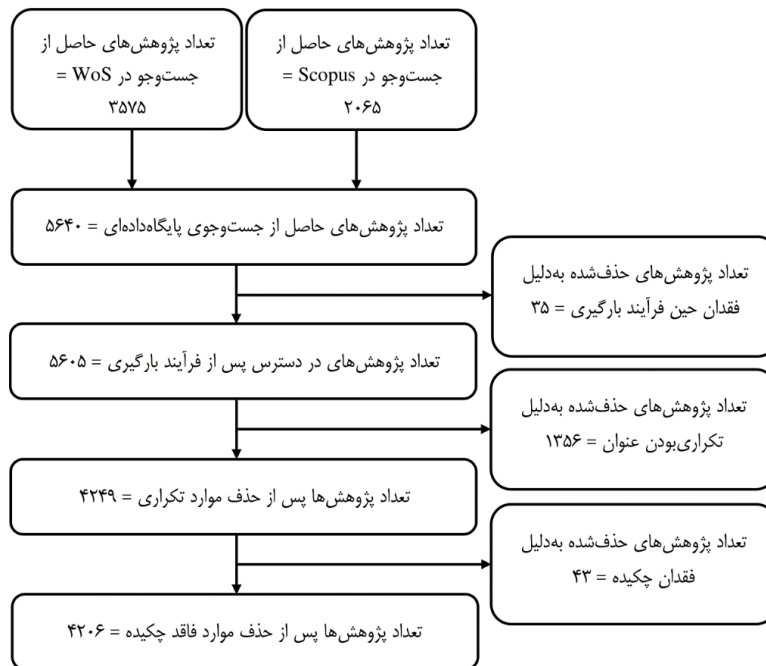 تعداد پژوهش‌های حاصل از
جست‌وجو در WoS =
۳۵۷۵
تعداد پژوهش‌های حاصل از
جست‌وجو در Scopus =
۲۰۶۵
تعداد پژوهش‌های حاصل از جست‌وجوی پایگاه‌داده‌ای = ۵۶۴۰
تعداد پژوهش‌های حذف‌شده به‌دلیل
فقدان حین فرآیند بارگیری = ۳۵
تعداد پژوهش‌های در دسترس پس از فرآیند بارگیری = ۵۶۰۵
تعداد پژوهش‌های حذف‌شده به‌دلیل
تکراری‌بودن عنوان = ۱۳۵۶
تعداد پژوهش‌ها پس از حذف موارد تکراری = ۴۲۴۹
تعداد پژوهش‌های حذف‌شده به‌دلیل
فقدان چکیده = ۴۳
تعداد پژوهش‌ها پس از حذف موارد فاقد چکیده = ۴۲۰۶